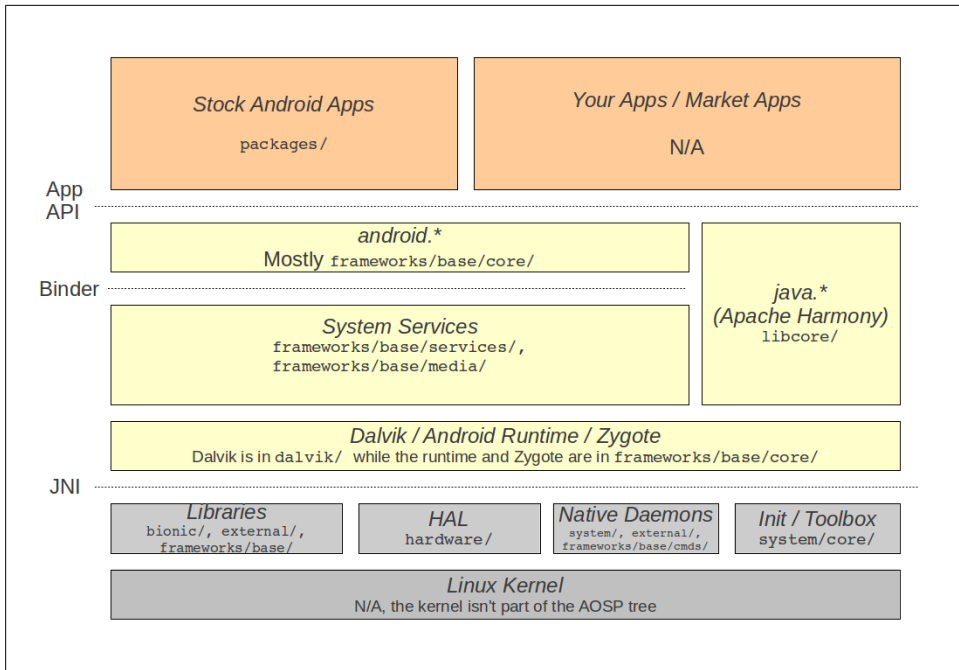 Stock Android Apps
packages/
Your Apps / Market Apps
N/A
App
API
android.*
Mostly frameworks/base/core/
Binder
System Services
frameworks/base/services/,
frameworks/base/media/
java.*
(Apache Harmony)
libcore/
Dalvik / Android Runtime / Zygote
Dalvik is in dalvik/ while the runtime and Zygote are in frameworks/base/core/
JNI
Libraries
bionic/, external/,
frameworks/base/
HAL
hardware/
Native Daemons
system/, external/,
frameworks/base/cmds/
Init / Toolbox
system/core/
Linux Kernel
N/A, the kernel isn't part of the AOSP tree